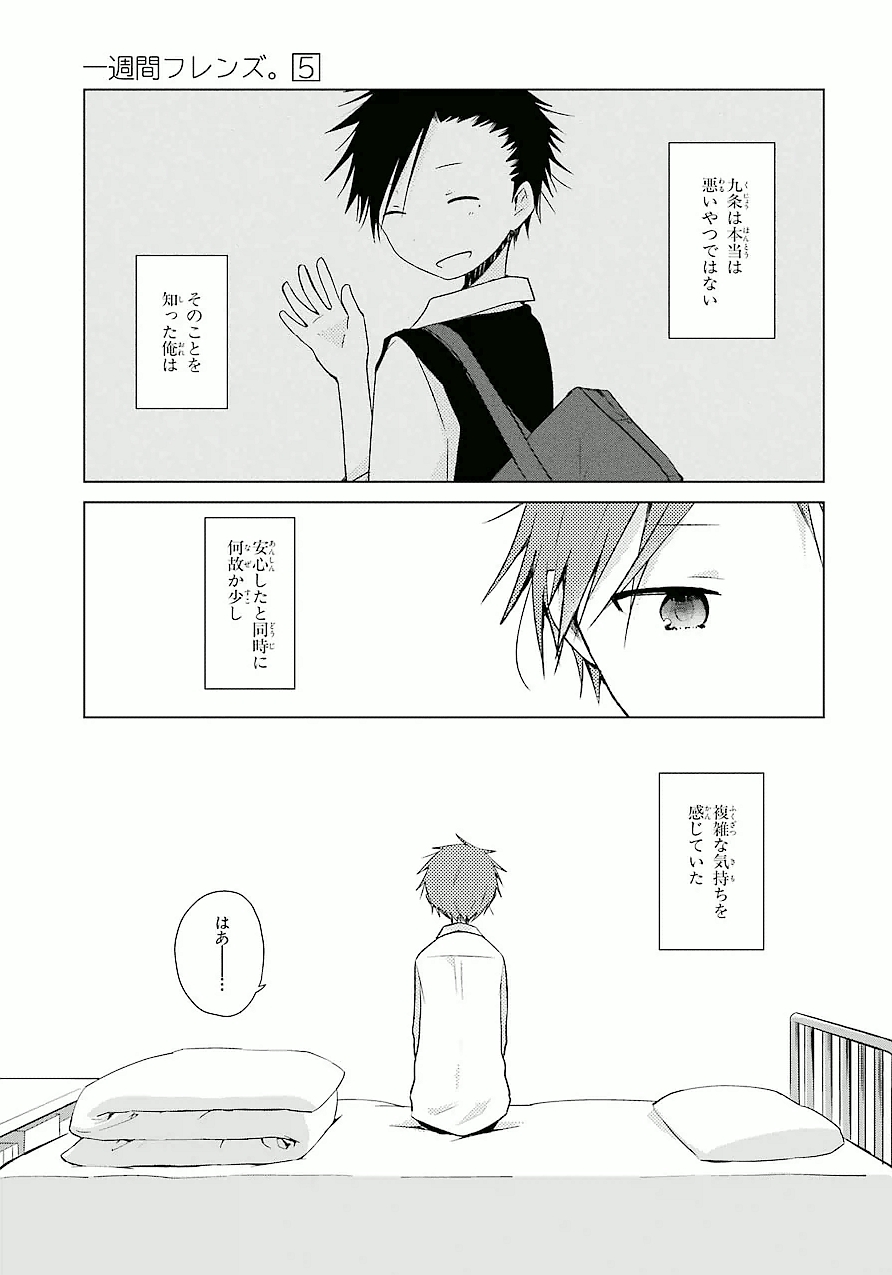 一週間フレンズ。5
九条は本当は
悪いやつではない
そのことを
知った俺は
安心したと同時に
何故か少し
複雑な気持ちを
感じていた
はあ──…